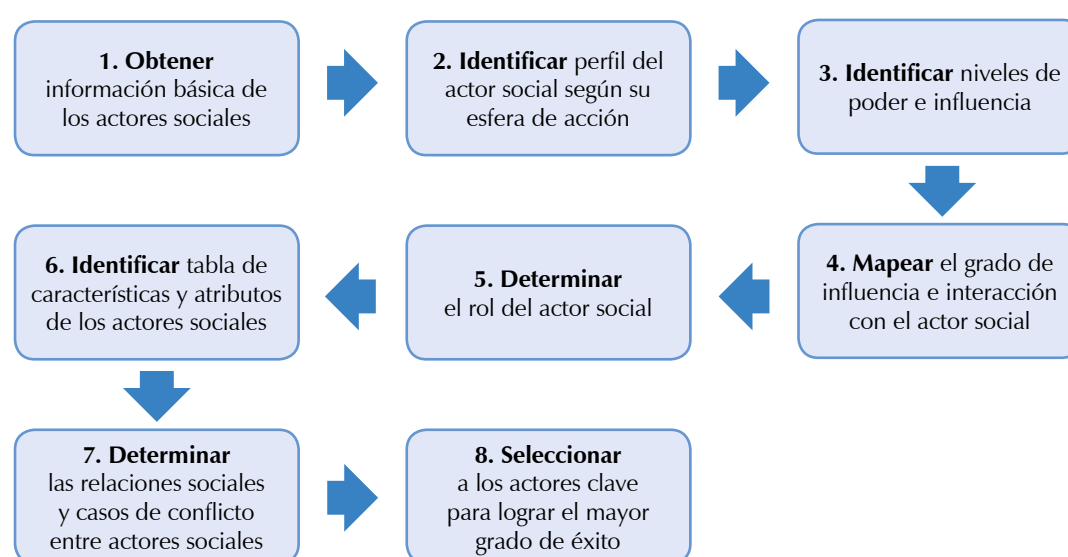 1. Obtener
información básica de
los actores sociales
2. Identificar perfil del
actor social según su
esfera de acción
3. Identificar niveles de
poder e influencia
4. Mapear el grado de
influencia e interacción
con el actor social
5. Determinar
el rol del actor social
6. Identificar tabla de
características y atributos
de los actores sociales
7. Determinar
las relaciones sociales
y casos de conflicto
entre actores sociales
8. Seleccionar
a los actores clave
para lograr el mayor
grado de éxito